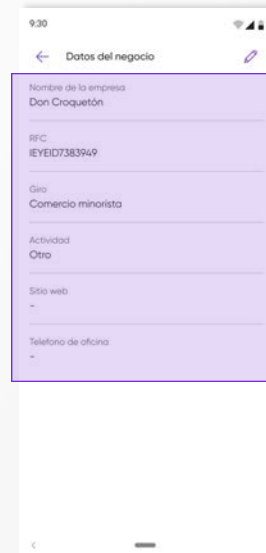 9:30
Datos del negocio
Nombre de la empresa
Don Croquetón
RFC
IEYEID7383949
Giro
Comercio minorista
Actividad
Otro
Sitio web
-
Telefono de oficina
-